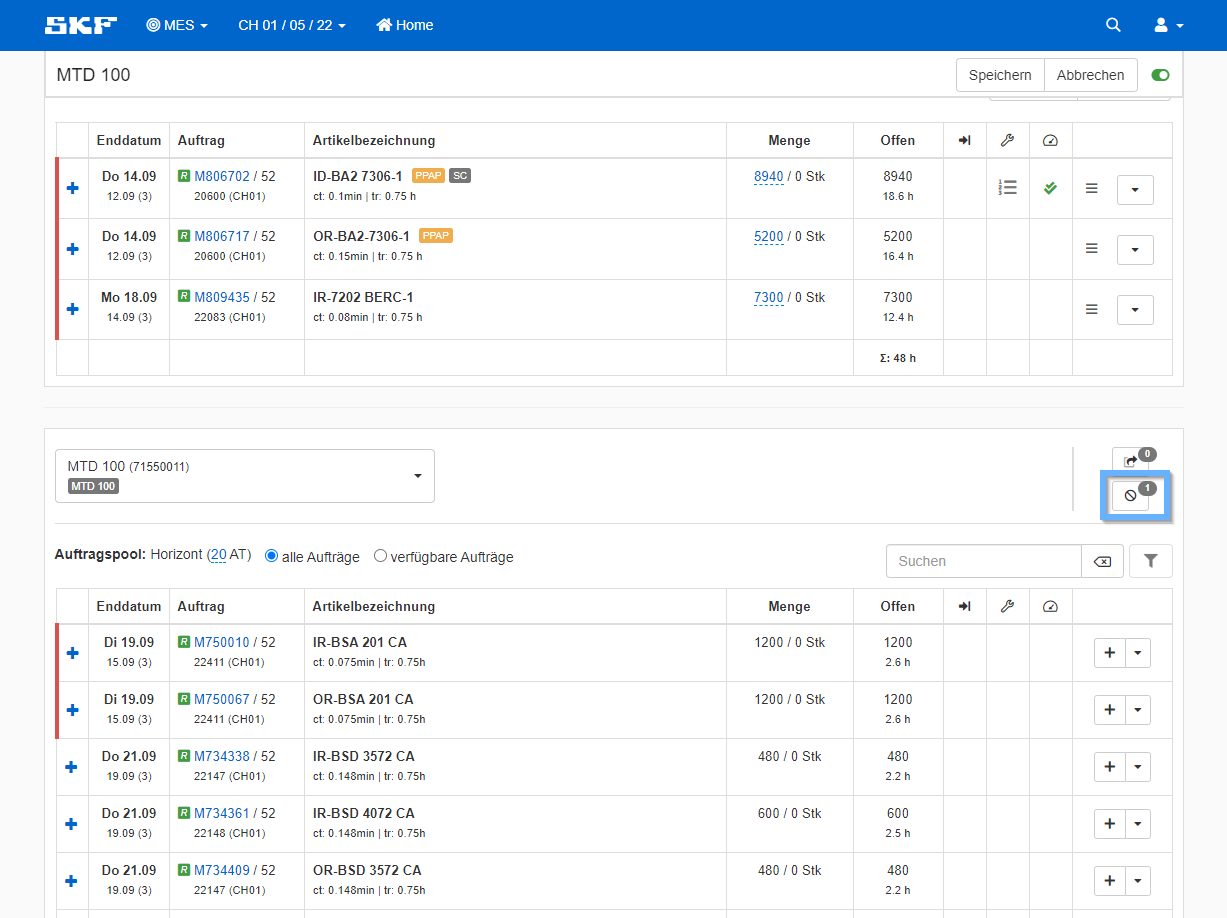 SKF MES CH 01 / 05 / 22 Home
MTD 100 Speichern Abbrechen
Enddatum Auftrag Artikelbezeichnung Menge Offen
Do 14.09 R M806702 / 52 ID-BA2 7306-1 PPAP SC 8940 / 0 Stk 8940
12.09 (3) 20600 (CH01) ct: 0.1min | tr: 0.75 h 18.6 h
Do 14.09 R M806717 / 52 OR-BA2-7306-1 PPAP 5200 / 0 Stk 5200
12.09 (3) 20600 (CH01) ct: 0.15min | tr: 0.75 h 16.4 h
Mo 18.09 R M809435 / 52 IR-7202 BERC-1 7300 / 0 Stk 7300
14.09 (3) 22083 (CH01) ct: 0.08min | tr: 0.75 h 12.4 h
Σ: 48 h
MTD 100 (71550011) 0
MTD 100 1
Auftragspool: Horizont (20 AT) alle Aufträge verfügbare Aufträge Suchen
Enddatum Auftrag Artikelbezeichnung Menge Offen
Di 19.09 R M750010 / 52 IR-BSA 201 CA 1200 / 0 Stk 1200
15.09 (3) 22411 (CH01) ct: 0.075min | tr: 0.75h 2.6 h
Di 19.09 R M750067 / 52 OR-BSA 201 CA 1200 / 0 Stk 1200
15.09 (3) 22411 (CH01) ct: 0.075min | tr: 0.75h 2.6 h
Do 21.09 R M734338 / 52 IR-BSD 3572 CA 480 / 0 Stk 480
19.09 (3) 22147 (CH01) ct: 0.148min | tr: 0.75h 2.2 h
Do 21.09 R M734361 / 52 IR-BSD 4072 CA 600 / 0 Stk 600
19.09 (3) 22148 (CH01) ct: 0.148min | tr: 0.75h 2.5 h
Do 21.09 R M734409 / 52 OR-BSD 3572 CA 480 / 0 Stk 480
19.09 (3) 22147 (CH01) ct: 0.148min | tr: 0.75h 2.2 h